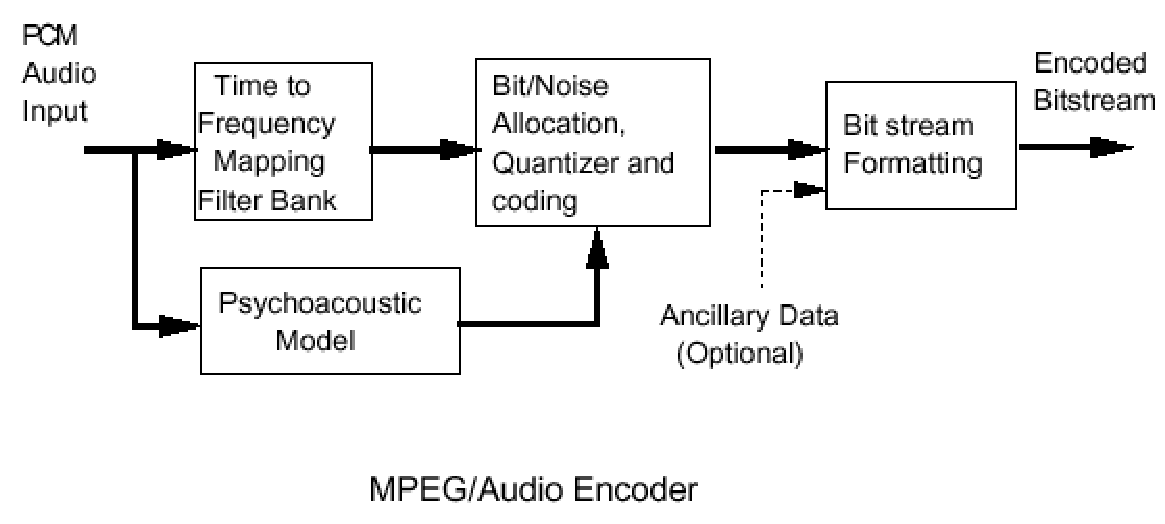 PCM
Audio
Input
Time to
Frequency
Mapping
Filter Bank
Bit/Noise
Allocation,
Quantizer and
coding
Bit stream
Formatting
Encoded
Bitstream
Psychoacoustic
Model
Ancillary Data
(Optional)
MPEG/Audio Encoder